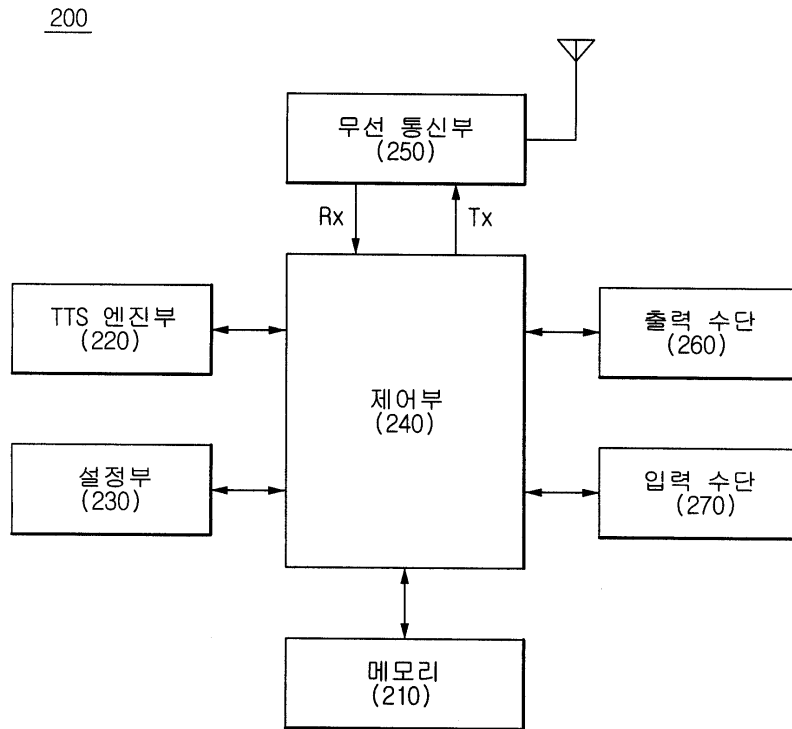 200
무선 통신부
(250)
Rx
Tx
TTS 엔진부
(220)
출력 수단
(260)
제어부
(240)
설정부
(230)
입력 수단
(270)
메모리
(210)